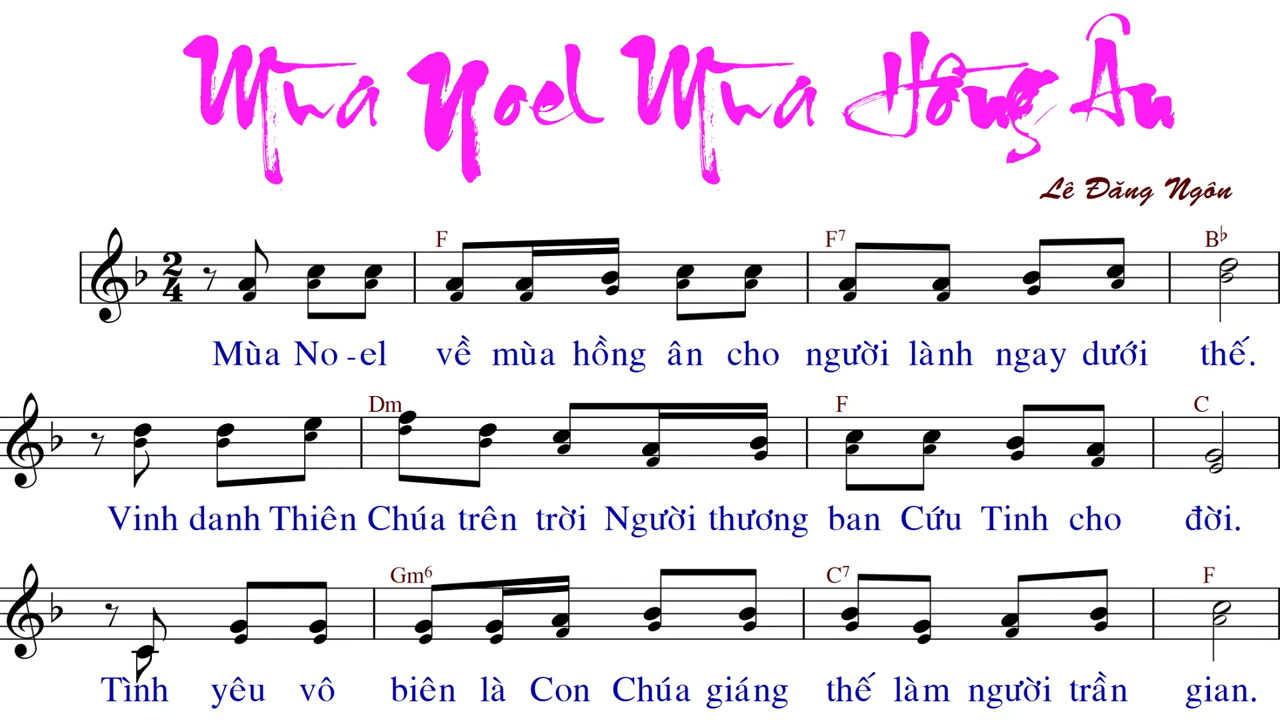 Mùa Noel Mùa Hồng Ân
Lê Đăng Ngôn
F F7 B♭
2
4
Mùa No-el về mùa hồng ân cho người lành ngay dưới thế.
Dm F C
Vinh danh Thiên Chúa trên trời Người thương ban Cứu Tinh cho đời.
Gm6 C7 F
Tình yêu vô biên là Con Chúa giáng thế làm người trần gian.